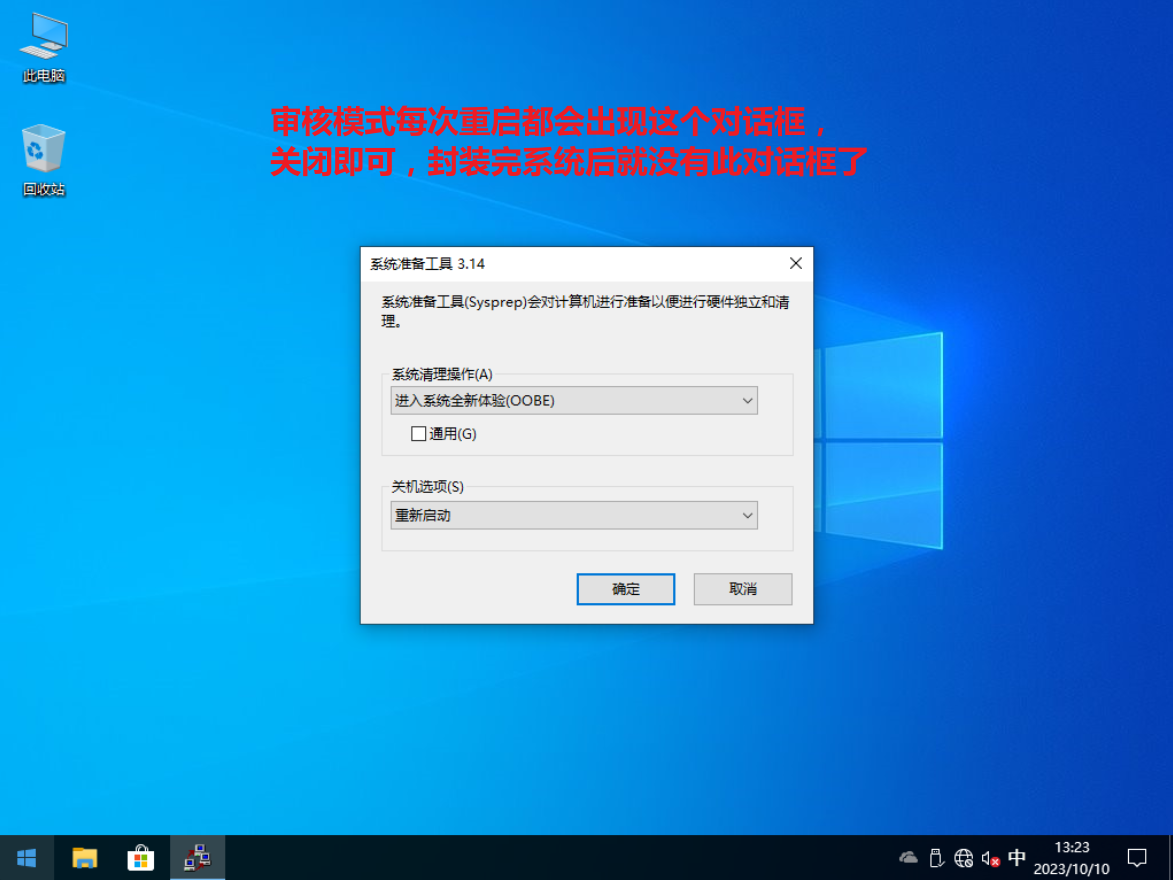 此电脑
回收站
审核模式每次重启都会出现这个对话框，
关闭即可，封装完系统后就没有此对话框了
系统准备工具 3.14
系统准备工具(Sysprep)会对计算机进行准备以便进行硬件独立和清
理。
系统清理操作(A)
进入系统全新体验(OOBE)
通用(G)
关机选项(S)
重新启动
确定
取消
中
13:23
2023/10/10